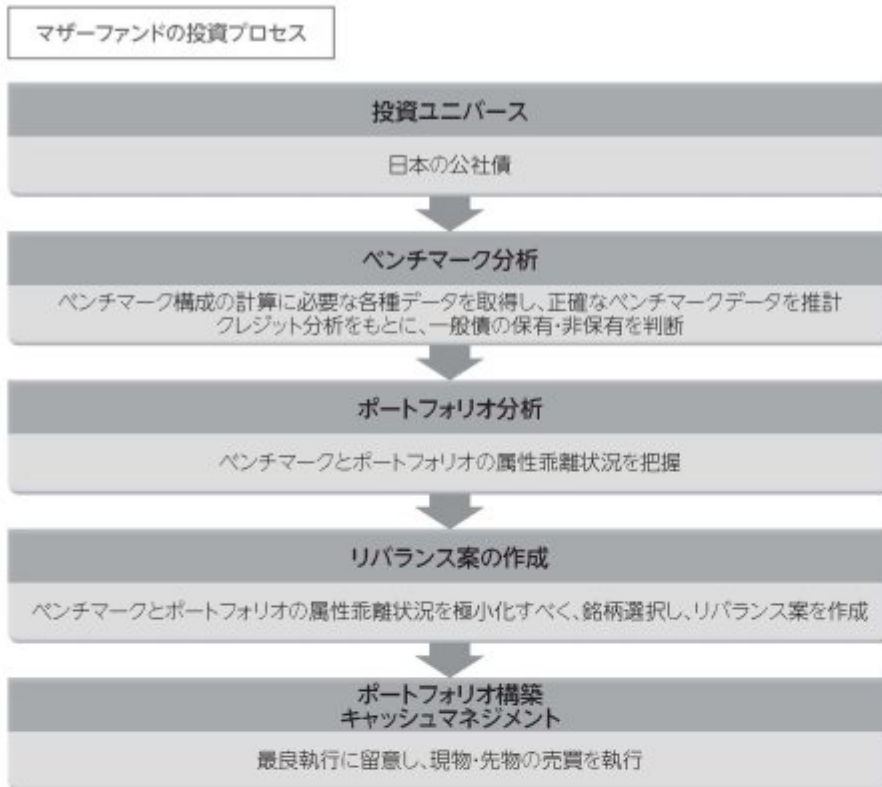 マザーファンドの投資プロセス
投資ユニバース
日本の公社債
ベンチマーク分析
ベンチマーク構成の計算に必要な各種データを取得し、正確なベンチマークデータを推計
クレジット分析をもとに、一般債の保有・非保有を判断
ポートフォリオ分析
ベンチマークとポートフォリオの属性乖離状況を把握
リバランス案の作成
ベンチマークとポートフォリオの属性乖離状況を極小化すべく、銘柄選択し、リバランス案を作成
ポートフォリオ構築
キャッシュマネジメント
最良執行に留意し、現物・先物の売買を執行